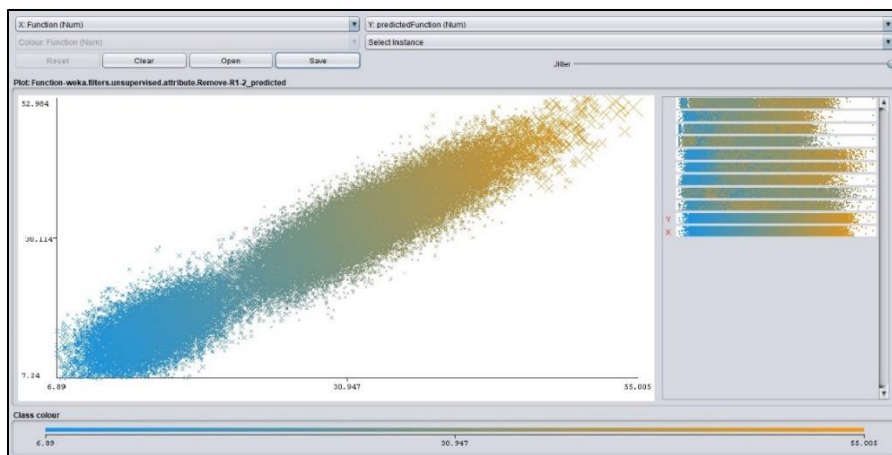 X: Function (Num)
Y: predictedFunction (Num)
Colour: Function (Num)
Select Instance
Reset
Clear
Open
Save
Jitter
Plot: Function-weka.filters.unsupervised.attribute.Remove-R1-2_predicted
52.984
30.114
7.24
6.89
30.947
55.005
Y
X
Class colour
6.89
30.947
55.005